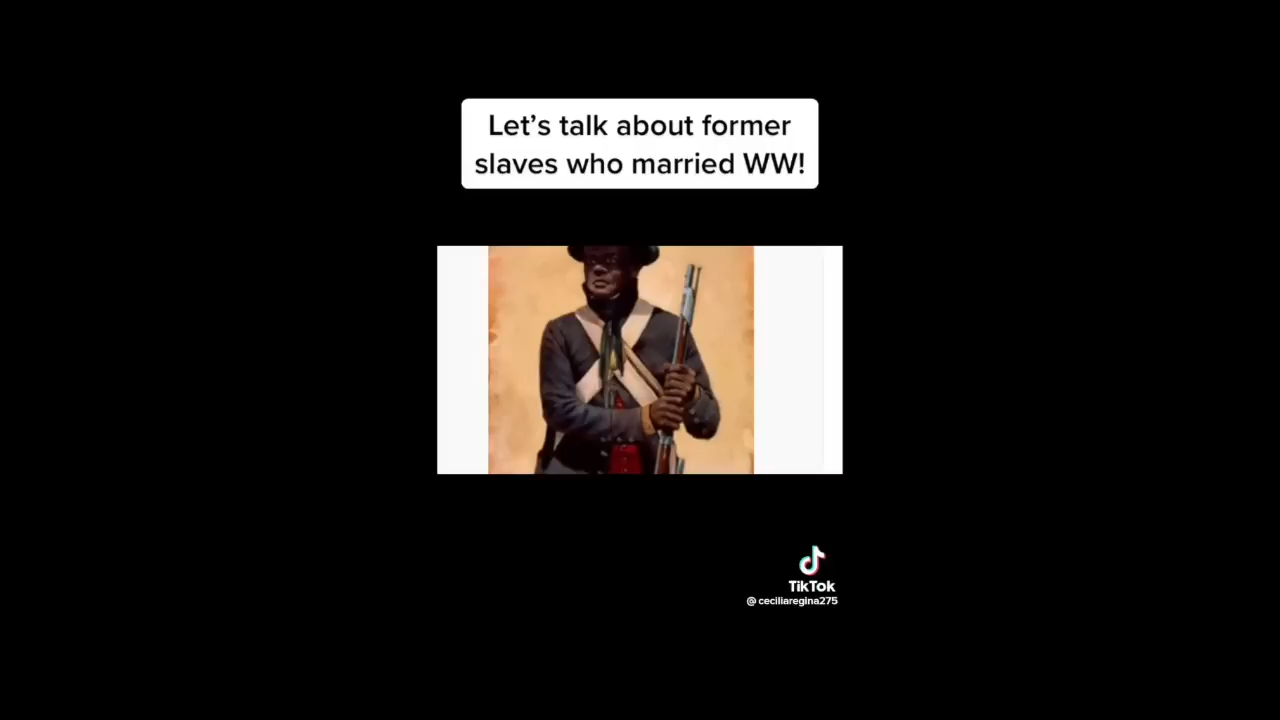 Let's talk about former
slaves who married WW!
TikTok
@ceciliaregina275